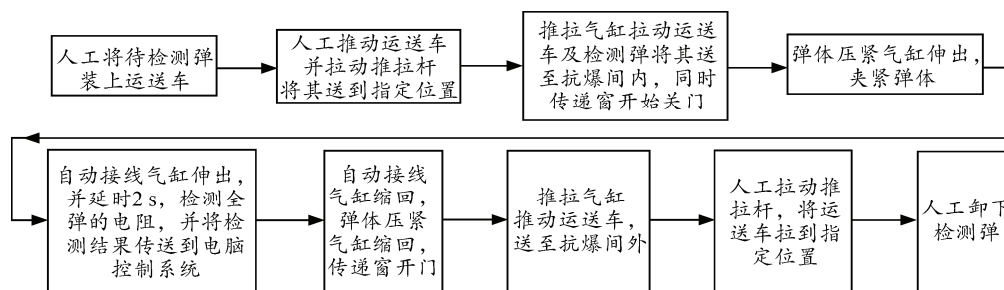 人工将待检测弹
装上运送车
人工推动运送车
并拉动推拉杆
将其送到指定位置
推拉气缸拉动运送
车及检测弹将其送
至抗爆间内,同时
传递窗开始关门
弹体压紧气缸伸出,
夹紧弹体
自动接线气缸伸出,
并延时2 s,检测全
弹的电阻,并将检
测结果传送到电脑
控制系统
自动接线
气缸缩回,
弹体压紧
气缸缩回,
传递窗开门
推拉气缸
推动运送车,
送至抗爆间外
人工拉动推
拉杆,将运
送车拉到指
定位置
人工卸下
检测弹